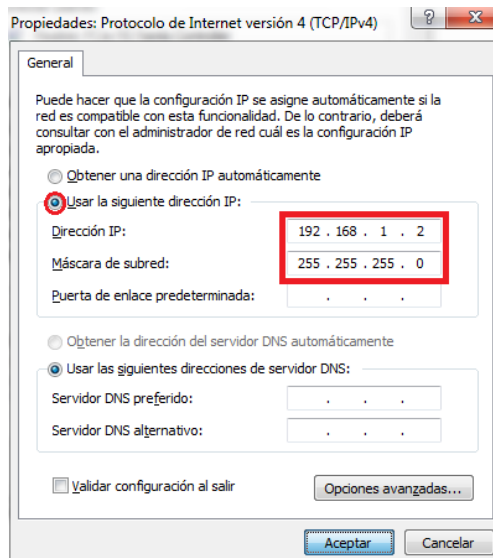 Propiedades: Protocolo de Internet versión 4 (TCP/IPv4)
General
Puede hacer que la configuración IP se asigne automáticamente si la
red es compatible con esta funcionalidad. De lo contrario, deberá
consultar con el administrador de red cuál es la configuración IP
apropiada.
Obtener una dirección IP automáticamente
Usar la siguiente dirección IP:
Dirección IP: 192 . 168 . 1 . 2
Máscara de subred: 255 . 255 . 255 . 0
Puerta de enlace predeterminada: . . .
Obtener la dirección del servidor DNS automáticamente
Usar las siguientes direcciones de servidor DNS:
Servidor DNS preferido: . . .
Servidor DNS alternativo: . . .
Validar configuración al salir
Opciones avanzadas...
Aceptar Cancelar